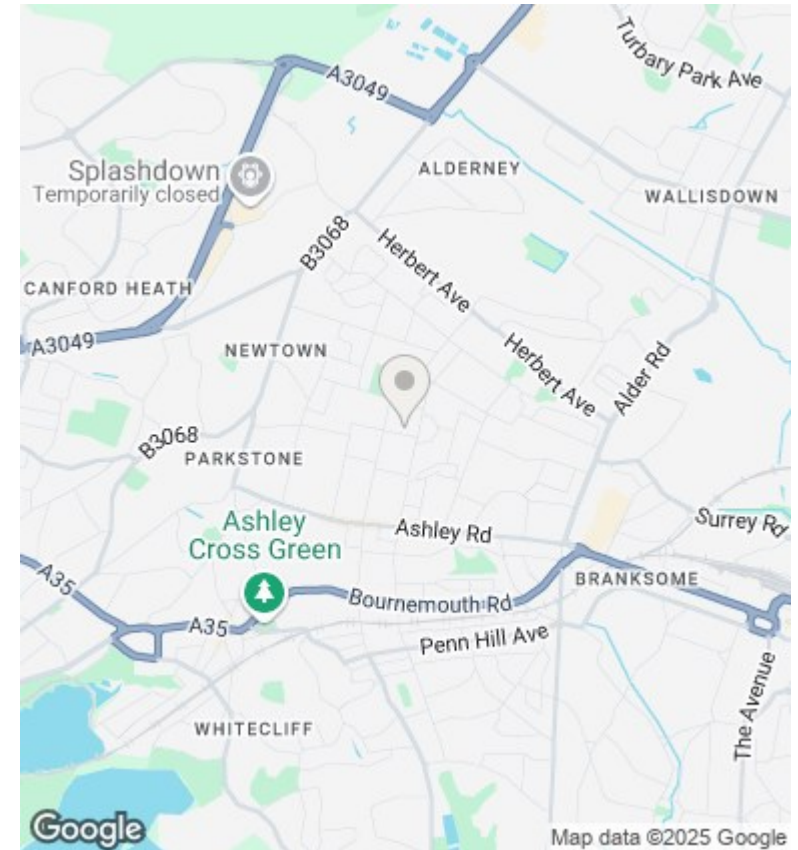 Turbary Park Ave
A3049
Splashdown
Temporarily closed
ALDERNEY
WALLISDOWN
B3068
Herbert Ave
CANFORD HEATH
A3049
NEWTOWN
Herbert Ave
Alder Rd
B3068
PARKSTONE
Ashley Rd
Surrey Rd
Ashley
Cross Green
BRANKSOME
A35
Bournemouth Rd
A35
Penn Hill Ave
The Avenue
WHITECLIFF
Google
Map data ©2025 Google